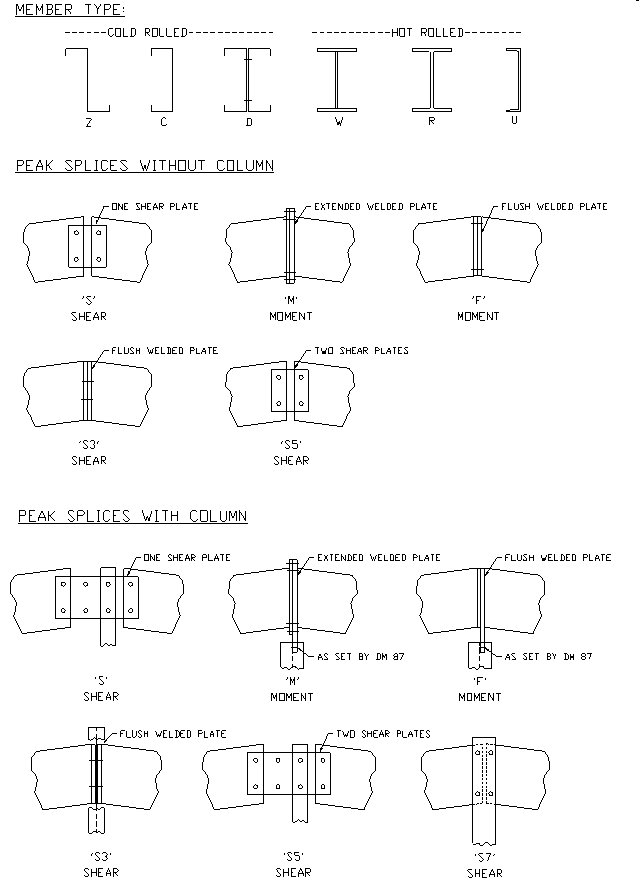 MEMBER TYPE:
COLD ROLLED
HOT ROLLED
Z C D W R U
PEAK SPLICES WITHOUT COLUMN
ONE SHEAR PLATE
EXTENDED WELDED PLATE
FLUSH WELDED PLATE
'S' 'M' 'F'
SHEAR MOMENT MOMENT
FLUSH WELDED PLATE
TWO SHEAR PLATES
'S3' 'S5'
SHEAR SHEAR
PEAK SPLICES WITH COLUMN
ONE SHEAR PLATE
EXTENDED WELDED PLATE
FLUSH WELDED PLATE
AS SET BY DM 87
AS SET BY DM 87
'S' 'M' 'F'
SHEAR MOMENT MOMENT
FLUSH WELDED PLATE
TWO SHEAR PLATES
'S3' 'S5' 'S7'
SHEAR SHEAR SHEAR